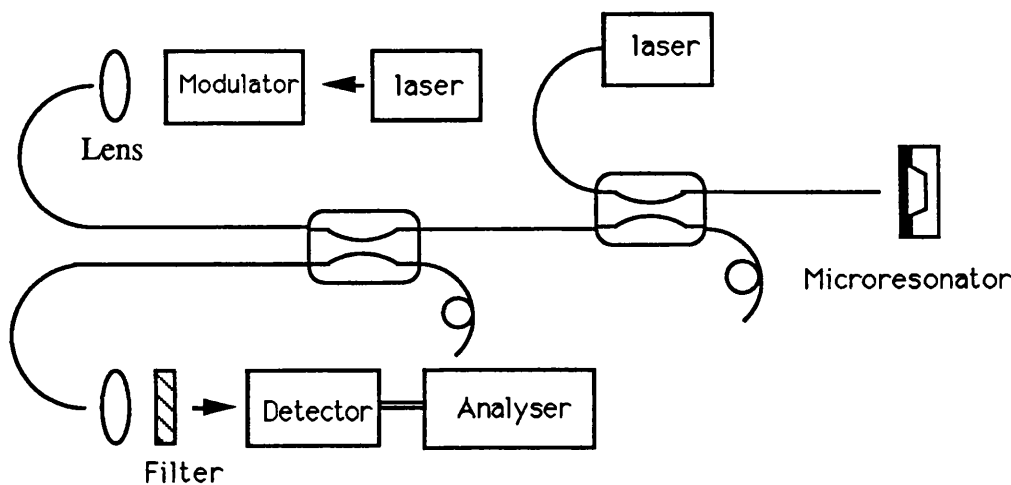 laser
Modulator
laser
Lens
Microresonator
Detector
Analyser
Filter